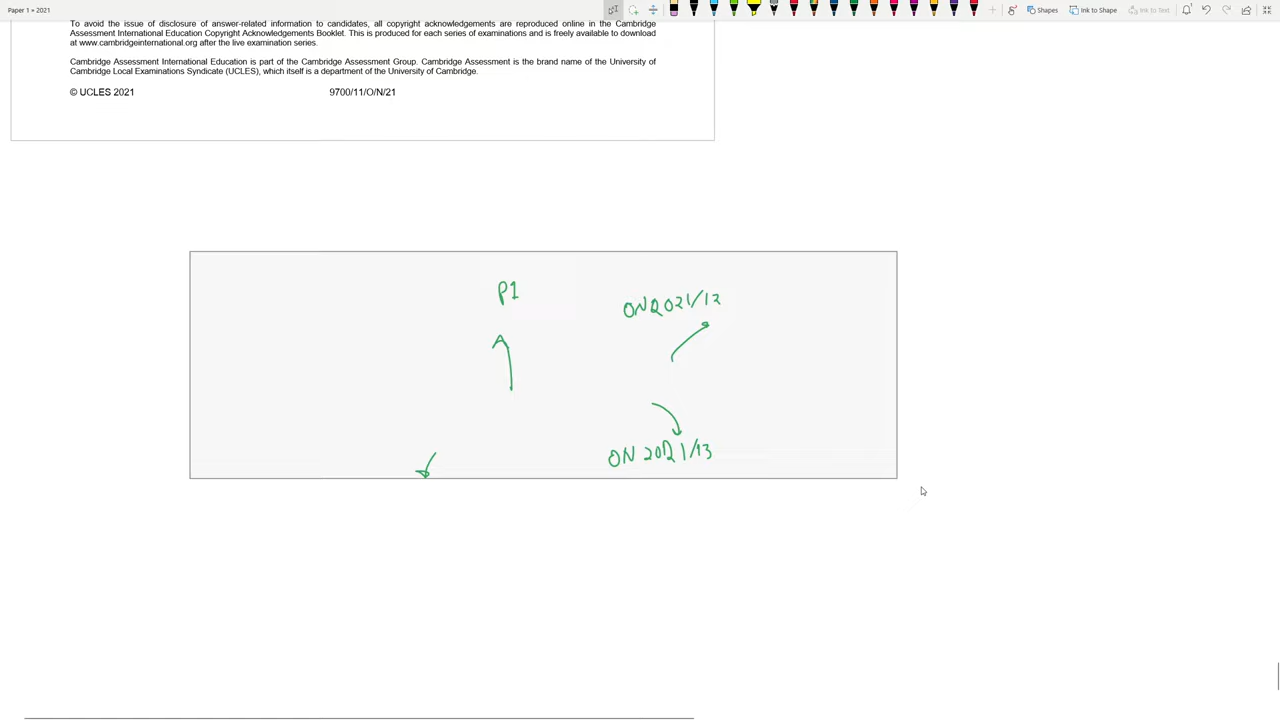 Paper 1 • 2021
Shapes
Ink to Shape
Ink to Text
To avoid the issue of disclosure of answer-related information to candidates, all copyright acknowledgements are reproduced online in the Cambridge
Assessment International Education Copyright Acknowledgements Booklet. This is produced for each series of examinations and is freely available to download
at www.cambridgeinternational.org after the live examination series.
Cambridge Assessment International Education is part of the Cambridge Assessment Group. Cambridge Assessment is the brand name of the University of
Cambridge Local Examinations Syndicate (UCLES), which itself is a department of the University of Cambridge.
© UCLES 2021
9700/11/O/N/21
P1
ON2021/12
ON 2021/13